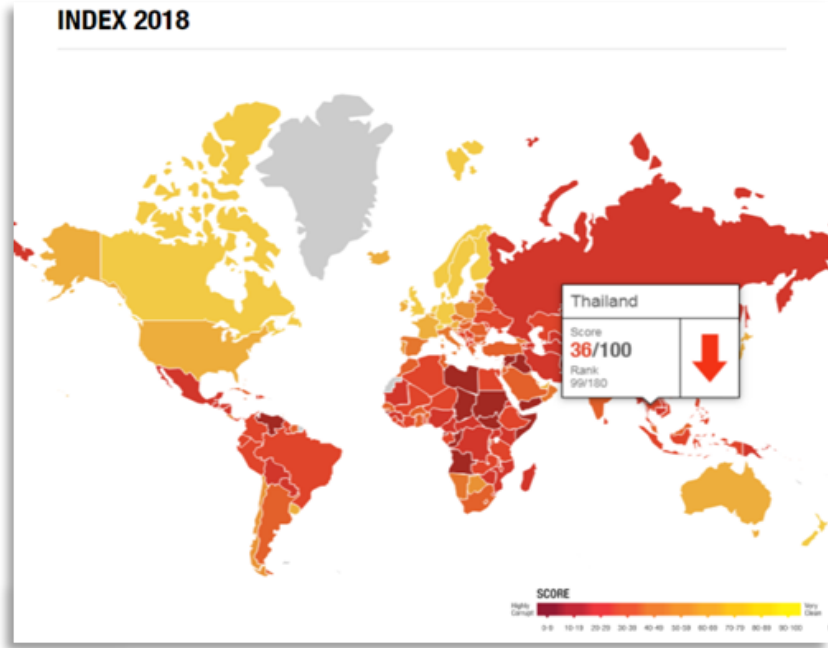 INDEX 2018
Thailand
Score
36/100
Rank
99/180
SCORE
Highly
Corrupt
Very
Clean
0-9 10-19 20-29 30-39 40-49 50-59 60-69 70-79 80-89 90-100